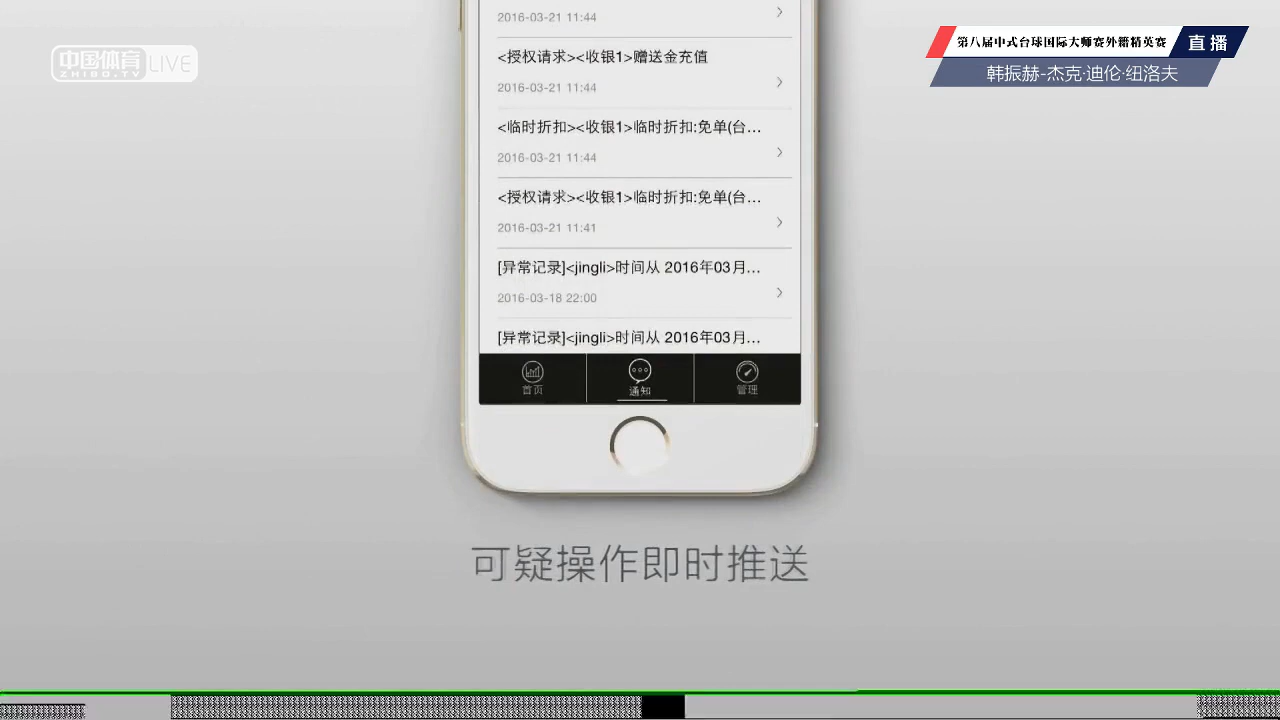 中国体育
ZHIBO.TV
LIVE
第八届中式台球国际大师赛外籍精英赛
直播
韩振赫-杰克·迪伦·纽洛夫
2016-03-21 11:44
<授权请求><收银1>赠送金充值
2016-03-21 11:44
<临时折扣><收银1>临时折扣:免单(台...
2016-03-21 11:44
<授权请求><收银1>临时折扣:免单(台...
2016-03-21 11:41
[异常记录]<jingli>时间从 2016年03月...
2016-03-18 22:00
[异常记录]<jingli>时间从 2016年03月...
首页
通知
管理
可疑操作即时推送